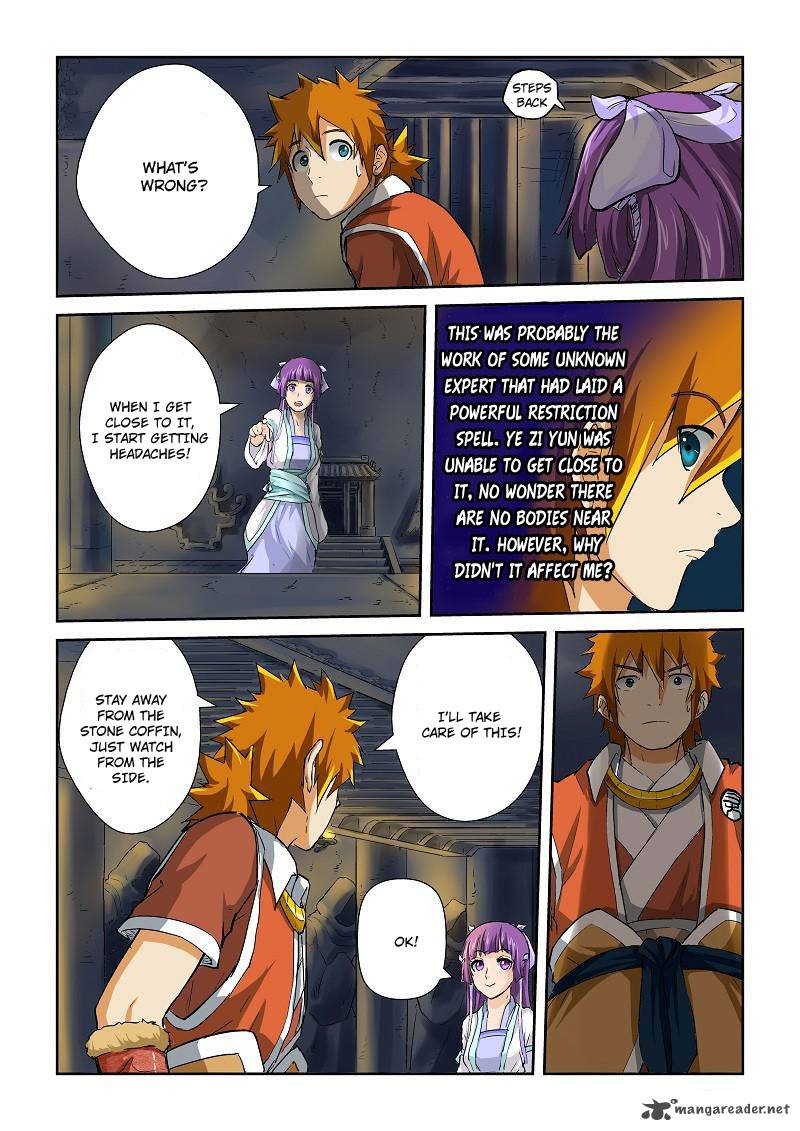 WHAT'S
WRONG?
STEPS
BACK
WHEN I GET
CLOSE TO IT,
I START GETTING
HEADACHES!
THIS WAS PROBABLY THE
WORK OF SOME UNKNOWN
EXPERT THAT HAD LAID A
POWERFUL RESTRICTION
SPELL. YE ZI YUN WAS
UNABLE TO GET CLOSE TO
IT, NO WONDER THERE
ARE NO BODIES NEAR
IT. HOWEVER, WHY
DIDN'T IT AFFECT ME?
STAY AWAY
FROM THE
STONE COFFIN,
JUST WATCH
FROM THE
SIDE.
I'LL TAKE
CARE OF THIS!
OK!
mangareader.net